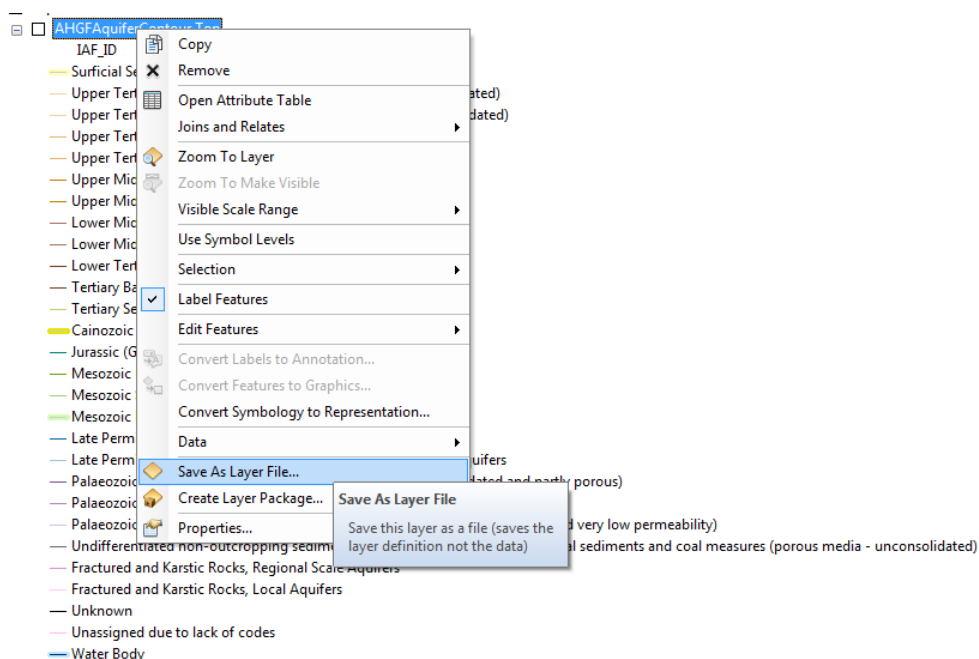 AHGFAquiferContour Top
IAF_ID
Surficial Se
Upper Tert ated)
Upper Tert dated)
Upper Tert
Upper Tert
Upper Mid
Upper Mid
Lower Mid
Lower Mid
Lower Tert
Tertiary Ba
Tertiary Se
Cainozoic
Jurassic (G
Mesozoic
Mesozoic
Mesozoic
Late Perm
Late Perm uifers
Palaeozoic dated and partly porous)
Palaeozoic
Palaeozoic d very low permeability)
Undifferentiated non-outcropping sedime al sediments and coal measures (porous media - unconsolidated)
Fractured and Karstic Rocks, Regional Scale Aquifers
Fractured and Karstic Rocks, Local Aquifers
Unknown
Unassigned due to lack of codes
Water Body
Copy
Remove
Open Attribute Table
Joins and Relates
Zoom To Layer
Zoom To Make Visible
Visible Scale Range
Use Symbol Levels
Selection
Label Features
Edit Features
Convert Labels to Annotation...
Convert Features to Graphics...
Convert Symbology to Representation...
Data
Save As Layer File...
Create Layer Package...
Properties...
Save As Layer File
Save this layer as a file (saves the
layer definition not the data)